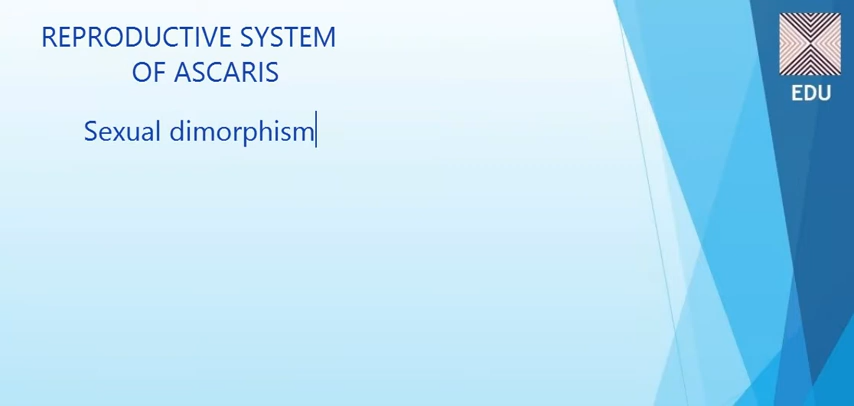 REPRODUCTIVE SYSTEM
OF ASCARIS
Sexual dimorphism
EDU